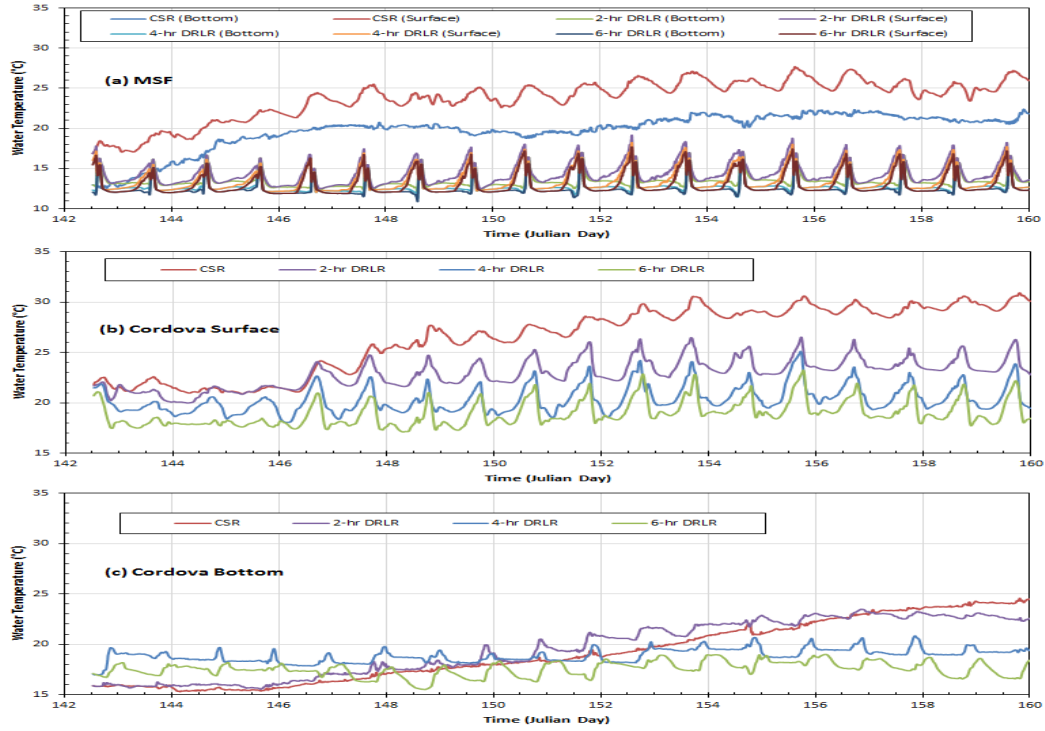 35
CSR (Bottom) CSR (Surface) 2-hr DRLR (Bottom) 2-hr DRLR (Surface)
4-hr DRLR (Bottom) 4-hr DRLR (Surface) 6-hr DRLR (Bottom) 6-hr DRLR (Surface)
30
(a) MSF
25
20
15
10
Water Temperature (°C)
142 144 146 148 150 152 154 156 158 160
Time (Julian Day)
35
CSR 2-hr DRLR 4-hr DRLR 6-hr DRLR
30
(b) Cordova Surface
25
20
15
Water Temperature (°C)
142 144 146 148 150 152 154 156 158 160
Time (Julian Day)
35
CSR 2-hr DRLR 4-hr DRLR 6-hr DRLR
30
(c) Cordova Bottom
25
20
15
Water Temperature (°C)
142 144 146 148 150 152 154 156 158 160
Time (Julian Day)